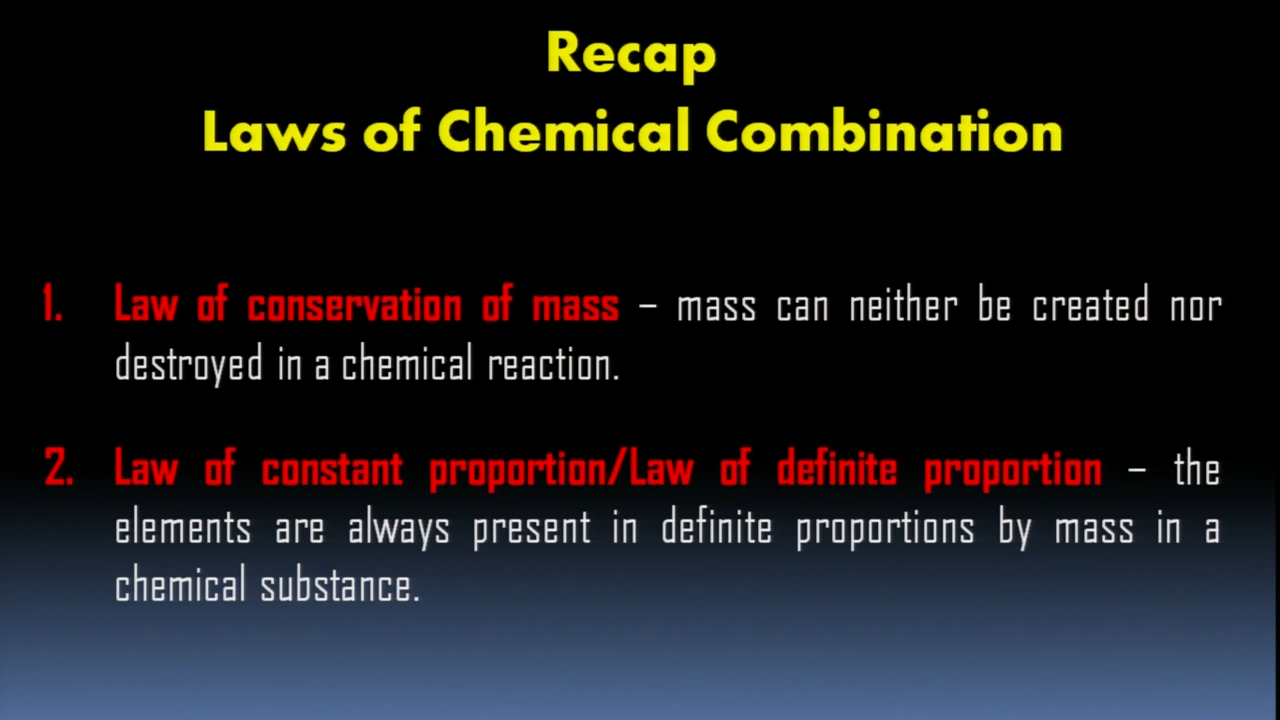 Recap
Laws of Chemical Combination
1. Law of conservation of mass – mass can neither be created nor
destroyed in a chemical reaction.
2. Law of constant proportion/Law of definite proportion – the
elements are always present in definite proportions by mass in a
chemical substance.